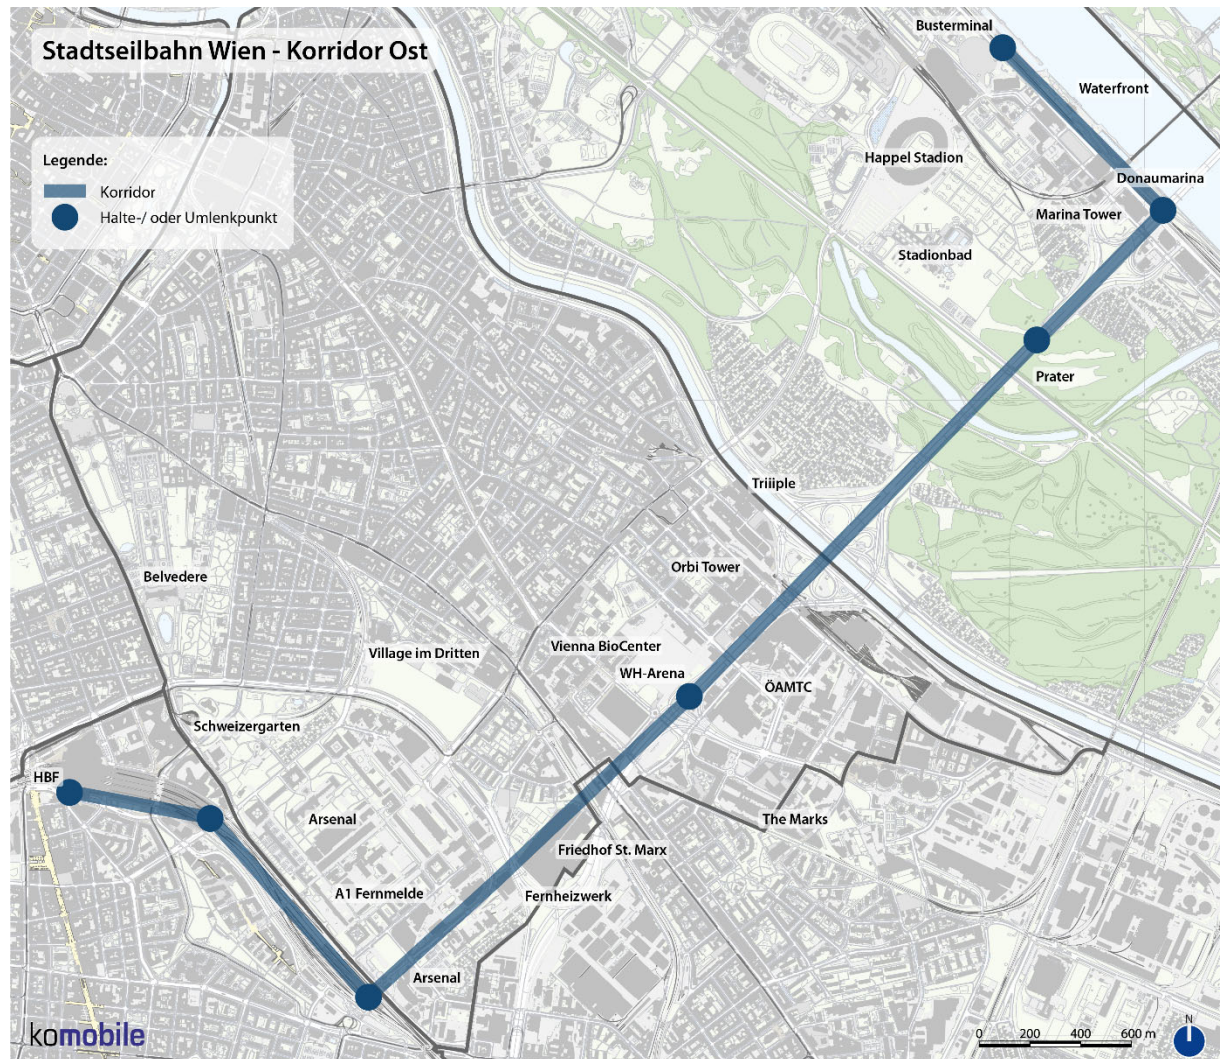 Stadtseilbahn Wien - Korridor Ost
Legende:
Korridor
Halte-/ oder Umlenkpunkt
Busterminal
Waterfront
Happel Stadion
Donaumarina
Marina Tower
Stadionbad
Prater
Triiiple
Orbi Tower
Belvedere
Vienna BioCenter
Village im Dritten
WH-Arena
ÖAMTC
Schweizergarten
HBF
Arsenal
The Marks
Friedhof St. Marx
A1 Fernmelde
Fernheizwerk
Arsenal
komobile
0 200 400 600 m
N